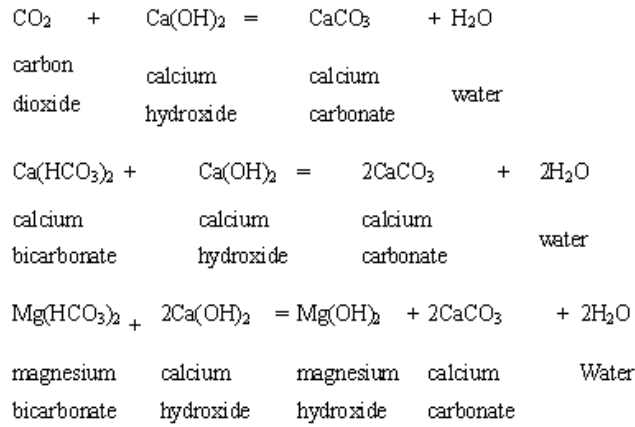 CO₂ + Ca(OH)₂ = CaCO₃ + H₂O
carbon calcium calcium water
dioxide hydroxide carbonate
Ca(HCO₃)₂ + Ca(OH)₂ = 2CaCO₃ + 2H₂O
calcium calcium calcium water
bicarbonate hydroxide carbonate
Mg(HCO₃)₂ + 2Ca(OH)₂ = Mg(OH)₂ + 2CaCO₃ + 2H₂O
magnesium calcium magnesium calcium Water
bicarbonate hydroxide hydroxide carbonate